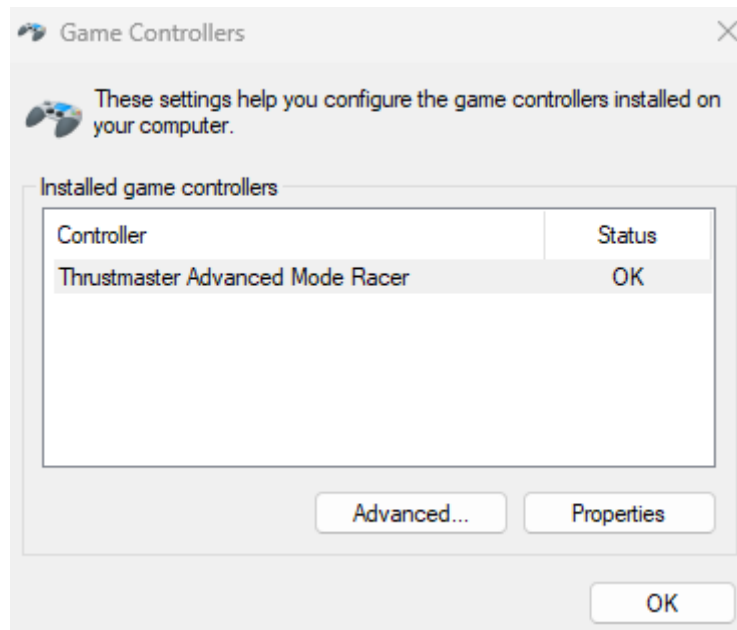 Game Controllers
These settings help you configure the game controllers installed on
your computer.
Installed game controllers
Controller Status
Thrustmaster Advanced Mode Racer OK
Advanced... Properties
OK